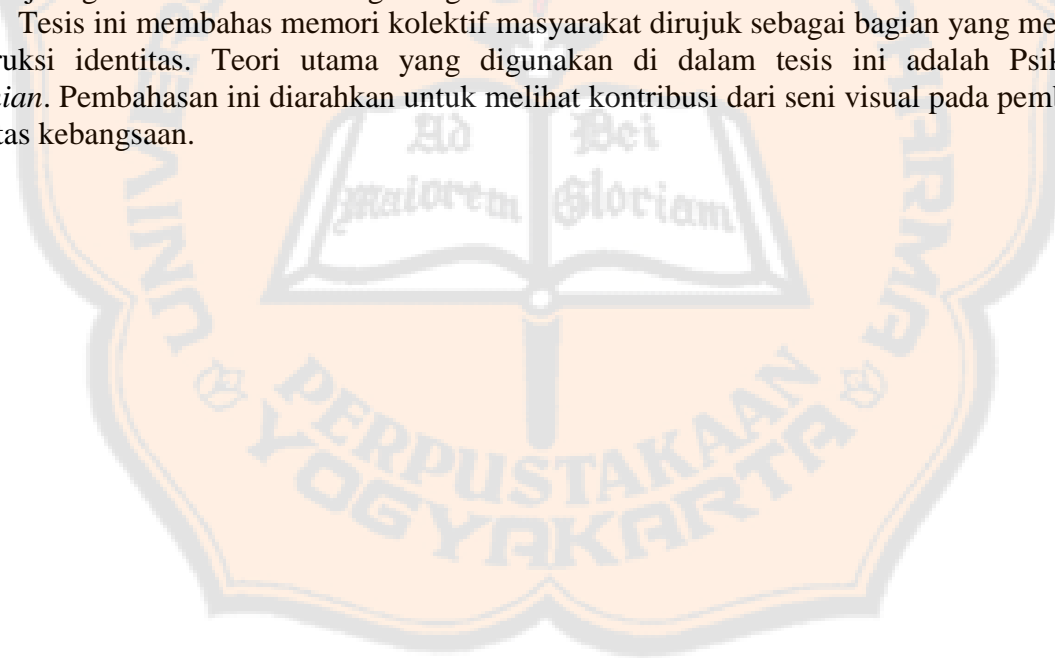 Tesis ini membahas memori kolektif masyarakat dirujuk sebagai bagian yang me
ruksi identitas. Teori utama yang digunakan di dalam tesis ini adalah Psik
ian. Pembahasan ini diarahkan untuk melihat kontribusi dari seni visual pada pemb
tas kebangsaan.
Ad Dei
Maiorem Gloriam
PERPUSTAKAAN
YOGYAKARTA